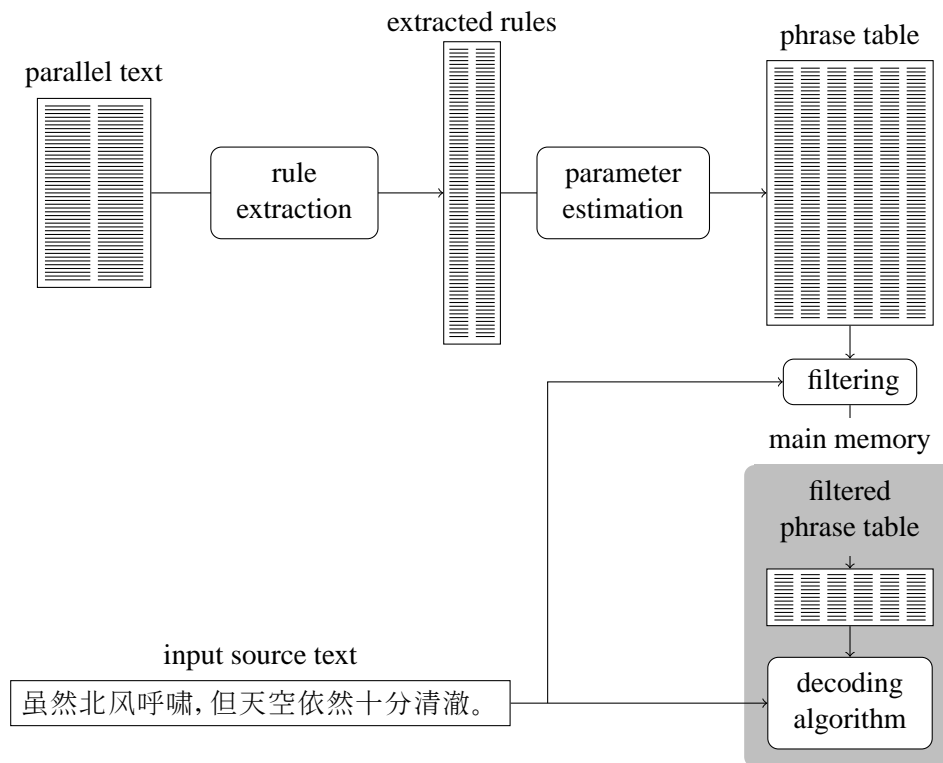 extracted rules
phrase table
parallel text
rule
extraction
parameter
estimation
filtering
main memory
filtered
phrase table
input source text
虽然北风呼啸,但天空依然十分清澈。
decoding
algorithm